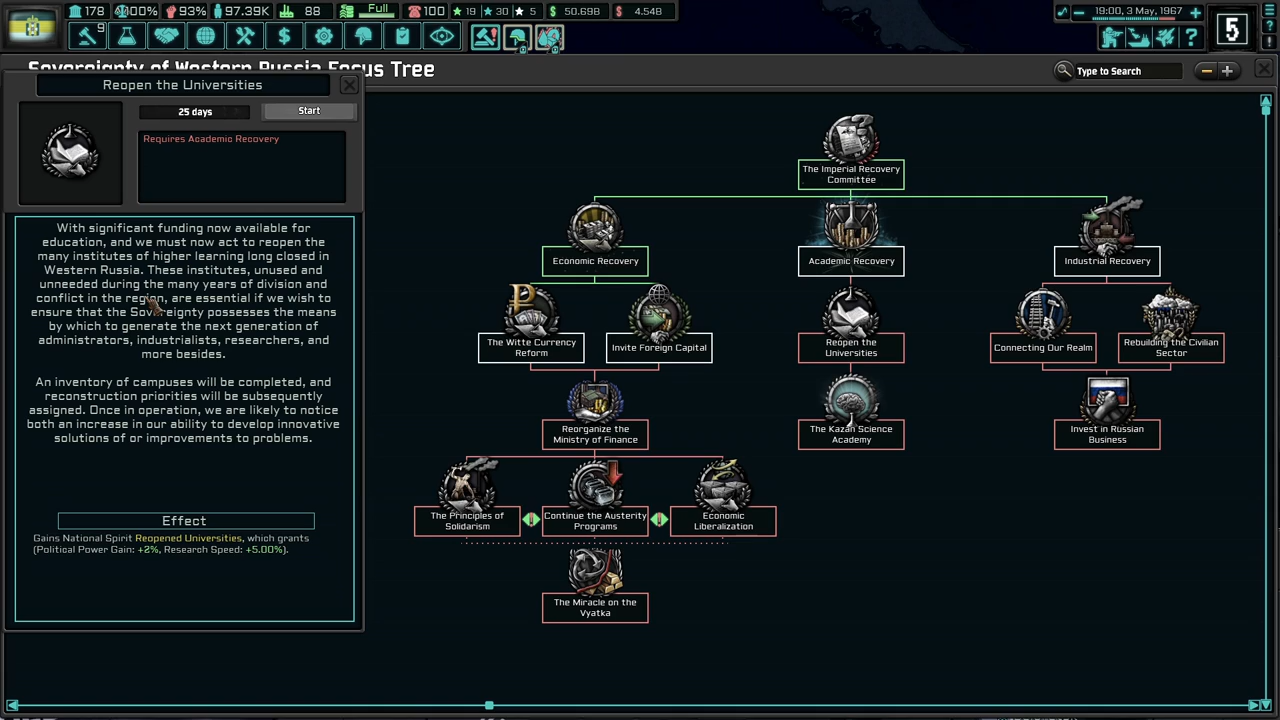 178 100% 93% 97.39K 88 Full 100 19 30 5 $ 50.69B $ 4.54B 19:00, 3 May, 1967
9 5
Sovereignty of Western Russia Focus Tree
Type to Search
Reopen the Universities
25 days
Start
Requires Academic Recovery
With significant funding now available for
education, and we must now act to reopen the
many institutes of higher learning long closed in
Western Russia. These institutes, unused and
unneeded during the many years of division and
conflict in the region, are essential if we wish to
ensure that the Sovereignty possesses the means
by which to generate the next generation of
administrators, industrialists, researchers, and
more besides.
An inventory of campuses will be completed, and
reconstruction priorities will be subsequently
assigned. Once in operation, we are likely to notice
both an increase in our ability to develop innovative
solutions of or improvements to problems.
Effect
Gains National Spirit Reopened Universities, which grants
(Political Power Gain: +2%, Research Speed: +5.00%).
The Imperial Recovery
Committee
Economic Recovery
Academic Recovery
Industrial Recovery
The Witte Currency
Reform
Invite Foreign Capital
Reopen the
Universities
Connecting Our Realm
Rebuilding the Civilian
Sector
Reorganize the
Ministry of Finance
The Kazan Science
Academy
Invest in Russian
Business
The Principles of
Solidarism
Continue the Austerity
Programs
Economic
Liberalization
The Miracle on the
Vyatka